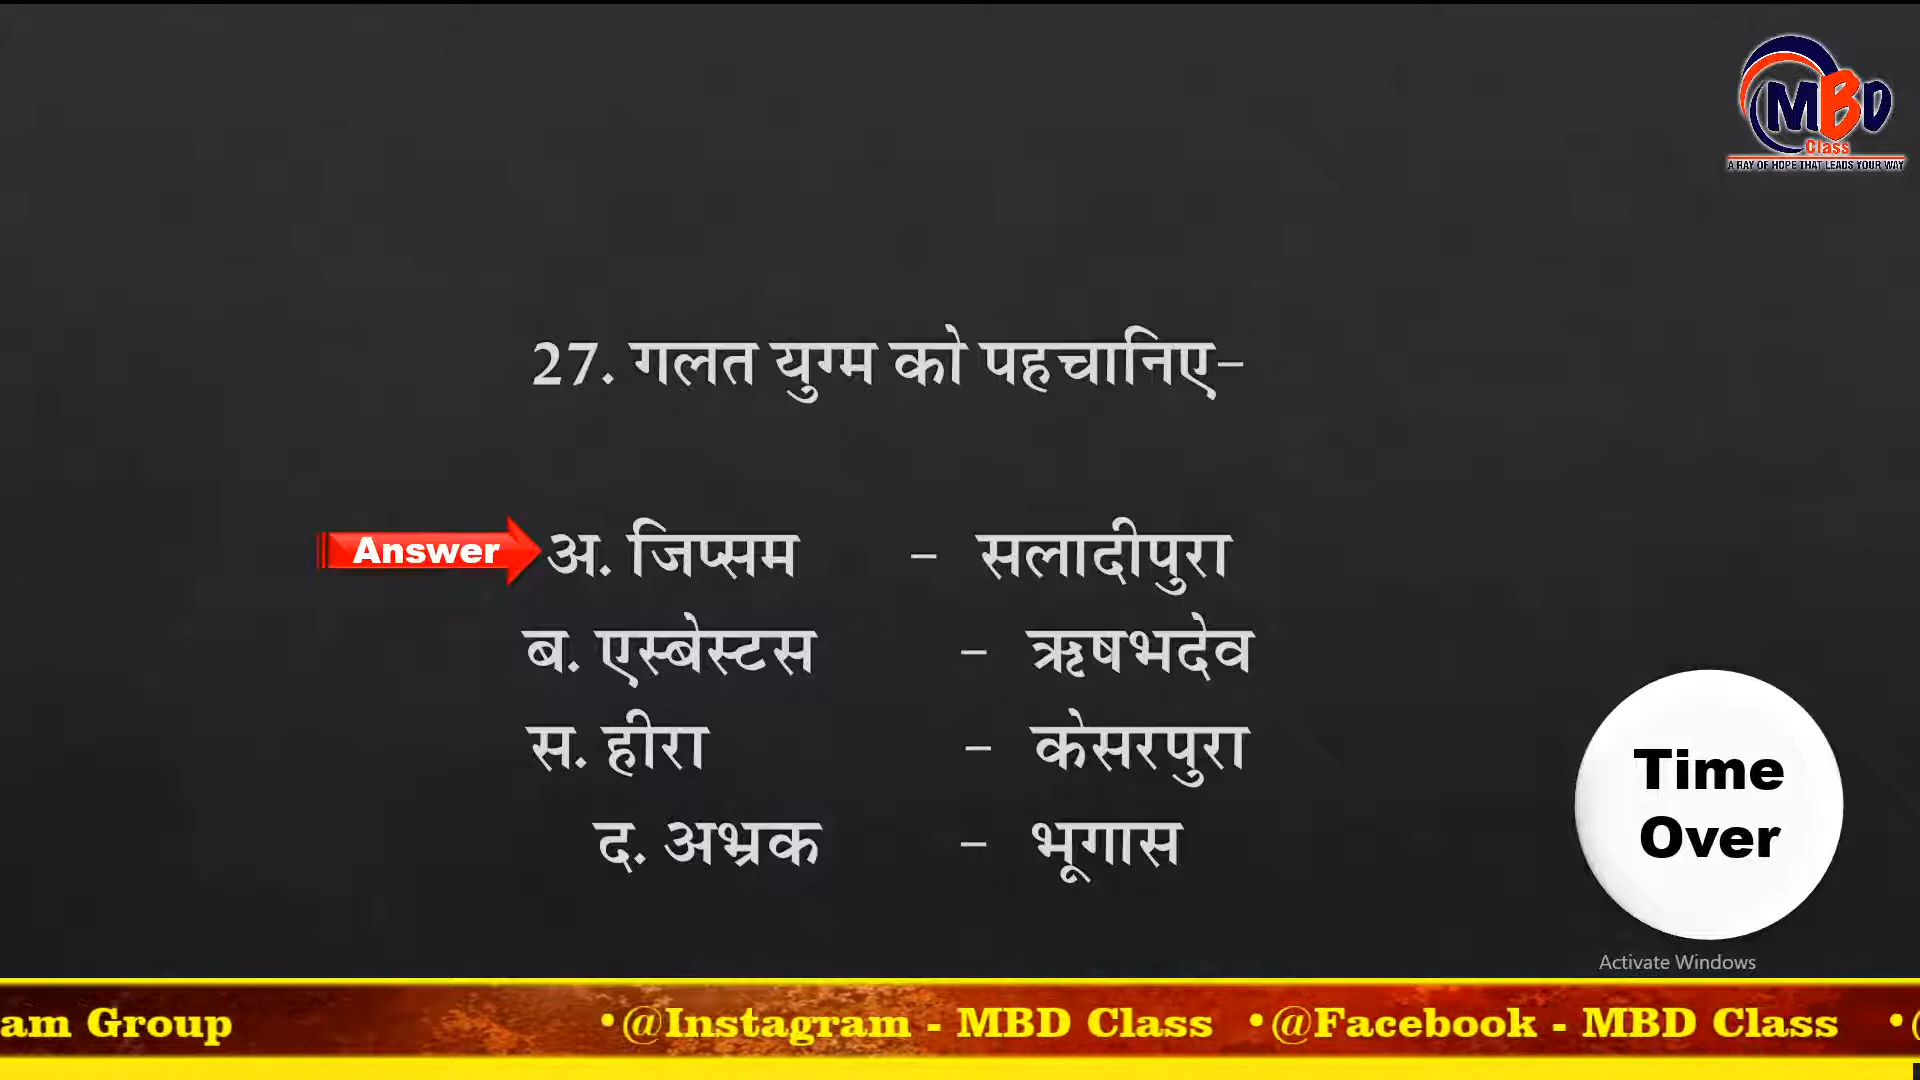 MBD
Class
A RAY OF HOPE THAT LEADS YOUR WAY
27. गलत युग्म को पहचानिए-
Answer
अ. जिप्सम - सलादीपुरा
ब. एस्बेस्टस - ऋषभदेव
स. हीरा - केसरपुरा
द. अभ्रक - भूगास
Time
Over
Activate Windows
am Group •@Instagram - MBD Class •@Facebook - MBD Class •@